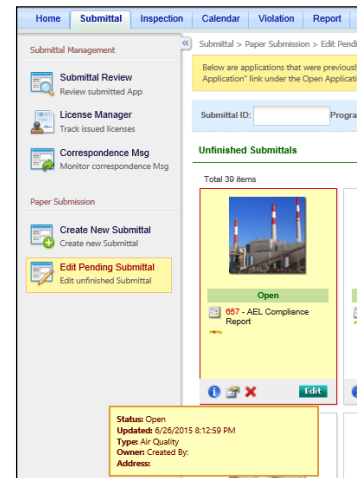 Home Submittal Inspection Calendar Violation Report
Submittal Management
Submittal Review
Review submitted App
License Manager
Track issued licenses
Correspondence Msg
Monitor correspondence Msg
Paper Submission
Create New Submittal
Create new Submittal
Edit Pending Submittal
Edit unfinished Submittal
Submittal > Paper Submission > Edit Pendi
Below are applications that were previousl
Application" link under the Open Applicati
Submittal ID: Progra
Unfinished Submittals
Total 39 items
Open
657 - AEL Compliance
Report
Edit
Status: Open
Updated: 6/26/2015 8:12:59 PM
Type: Air Quality
Owner: Created By:
Address: